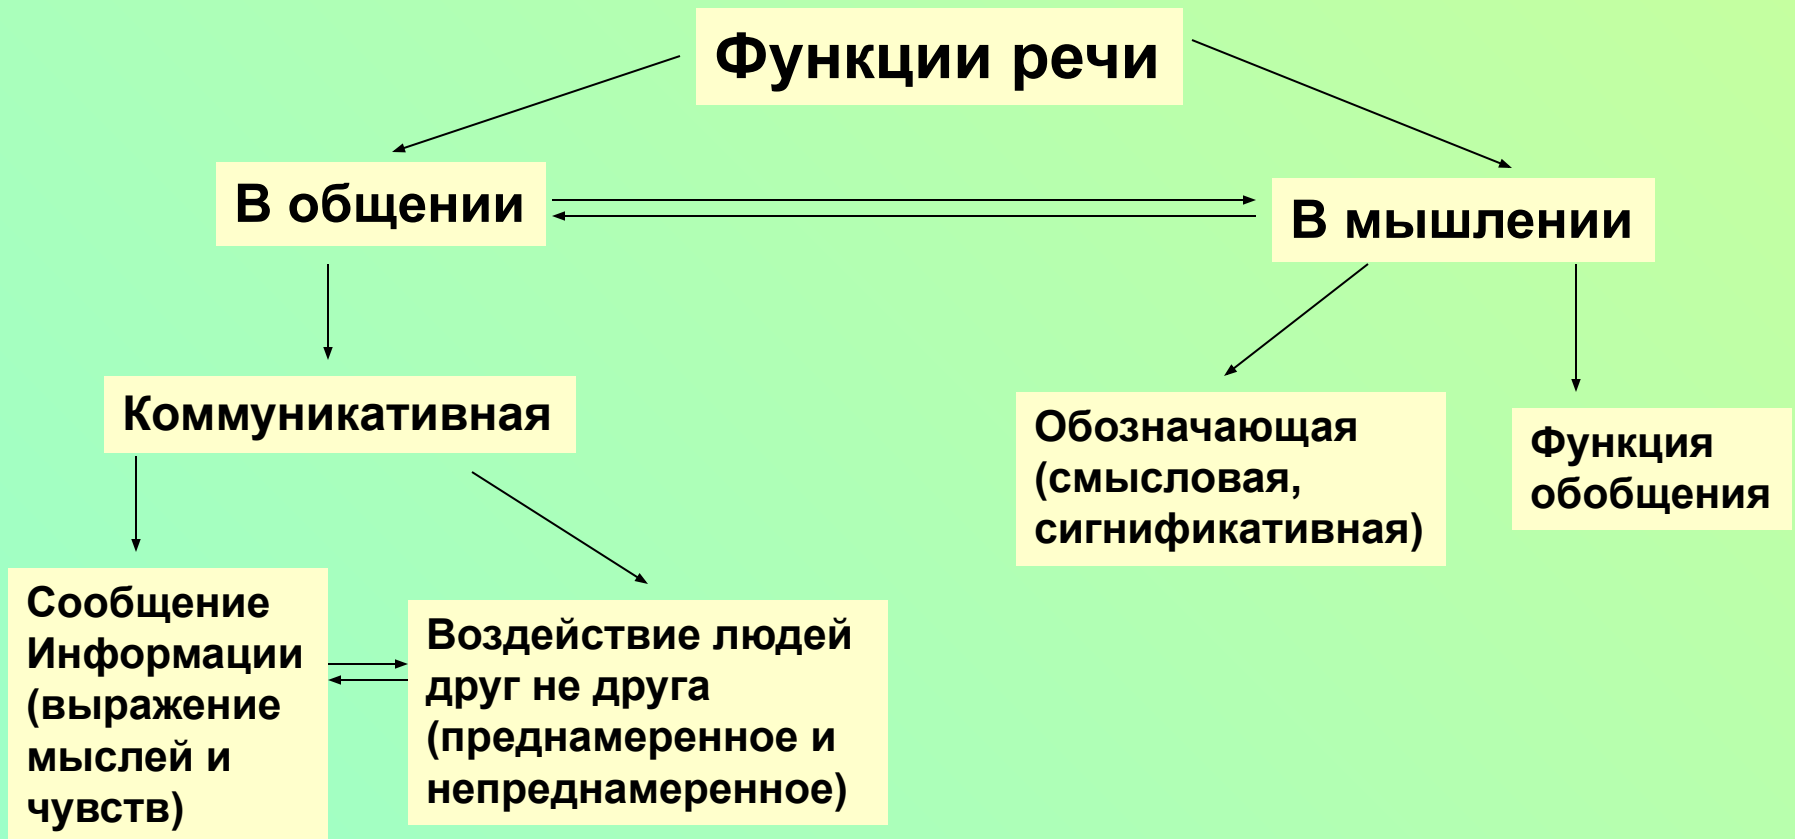 Функции речи
В общении
В мышлении
Коммуникативная
Обозначающая
(смысловая,
сигнификативная)
Функция
обобщения
Сообщение
Информации
(выражение
мыслей и
чувств)
Воздействие людей
друг не друга
(преднамеренное и
непреднамеренное)